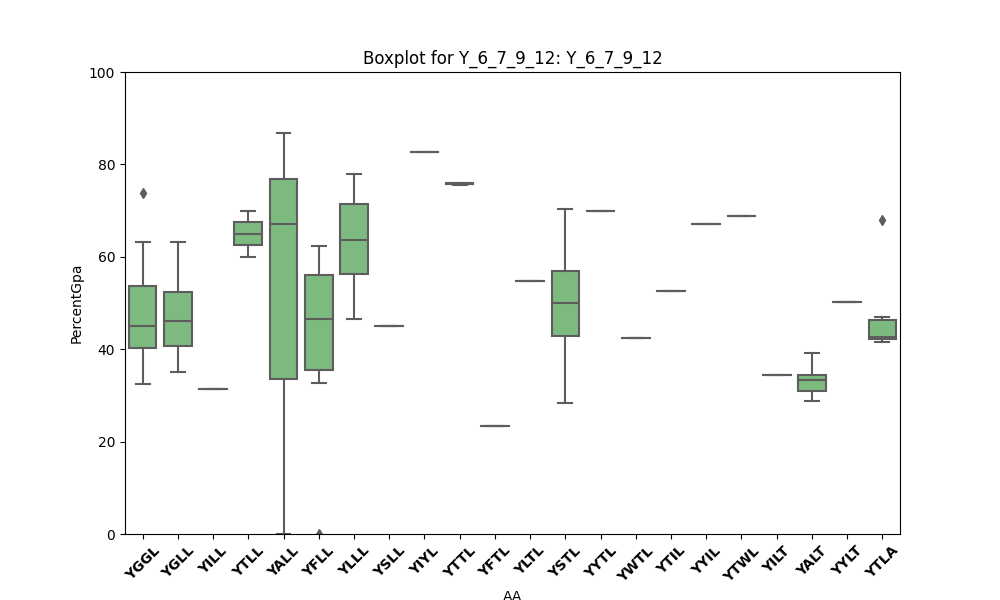 Boxplot for Y_6_7_9_12: Y_6_7_9_12
100
80
60
40
20
0
PercentGpa
YGGL YGLL YILL YTLL YALL YFLL YLLL YSLL YIYL YTTL YFTL YLTL YSTL YYTL YWTL YTIL YYIL YTWL YILT YALT YYLT YTLA
AA